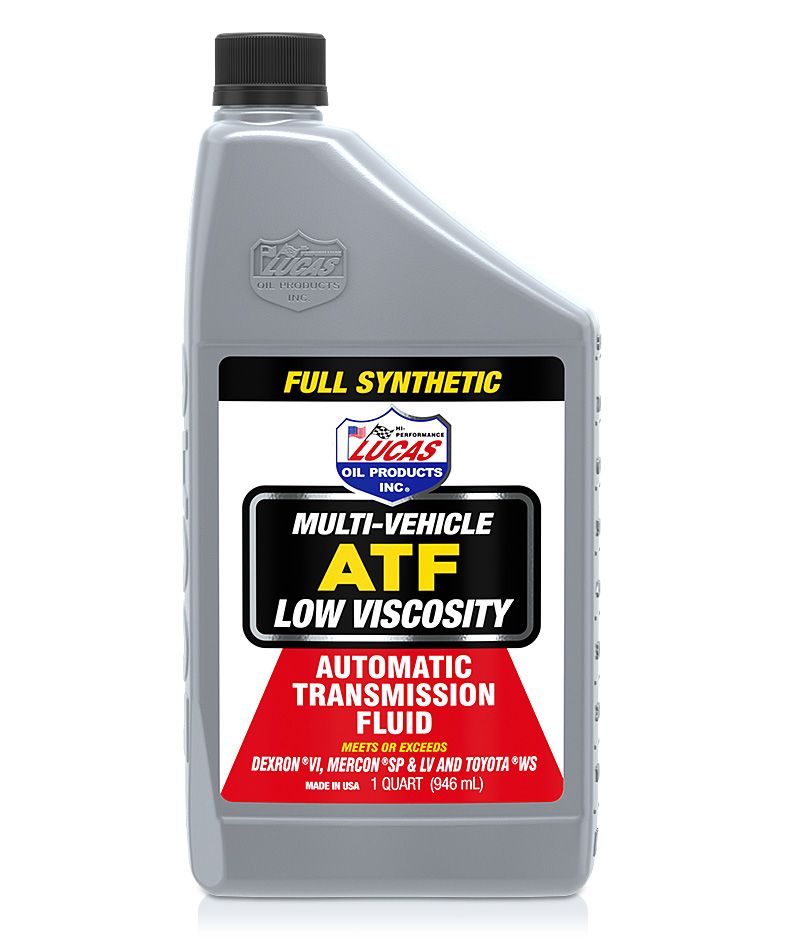 LUCAS
OIL PRODUCTS
INC.
FULL SYNTHETIC
HI-
PERFORMANCE
LUCAS
OIL PRODUCTS
INC.®
MULTI-VEHICLE
ATF
LOW VISCOSITY
AUTOMATIC
TRANSMISSION
FLUID
MEETS OR EXCEEDS
DEXRON®VI, MERCON®SP & LV AND TOYOTA®WS
MADE IN USA 1 QUART (946 mL)